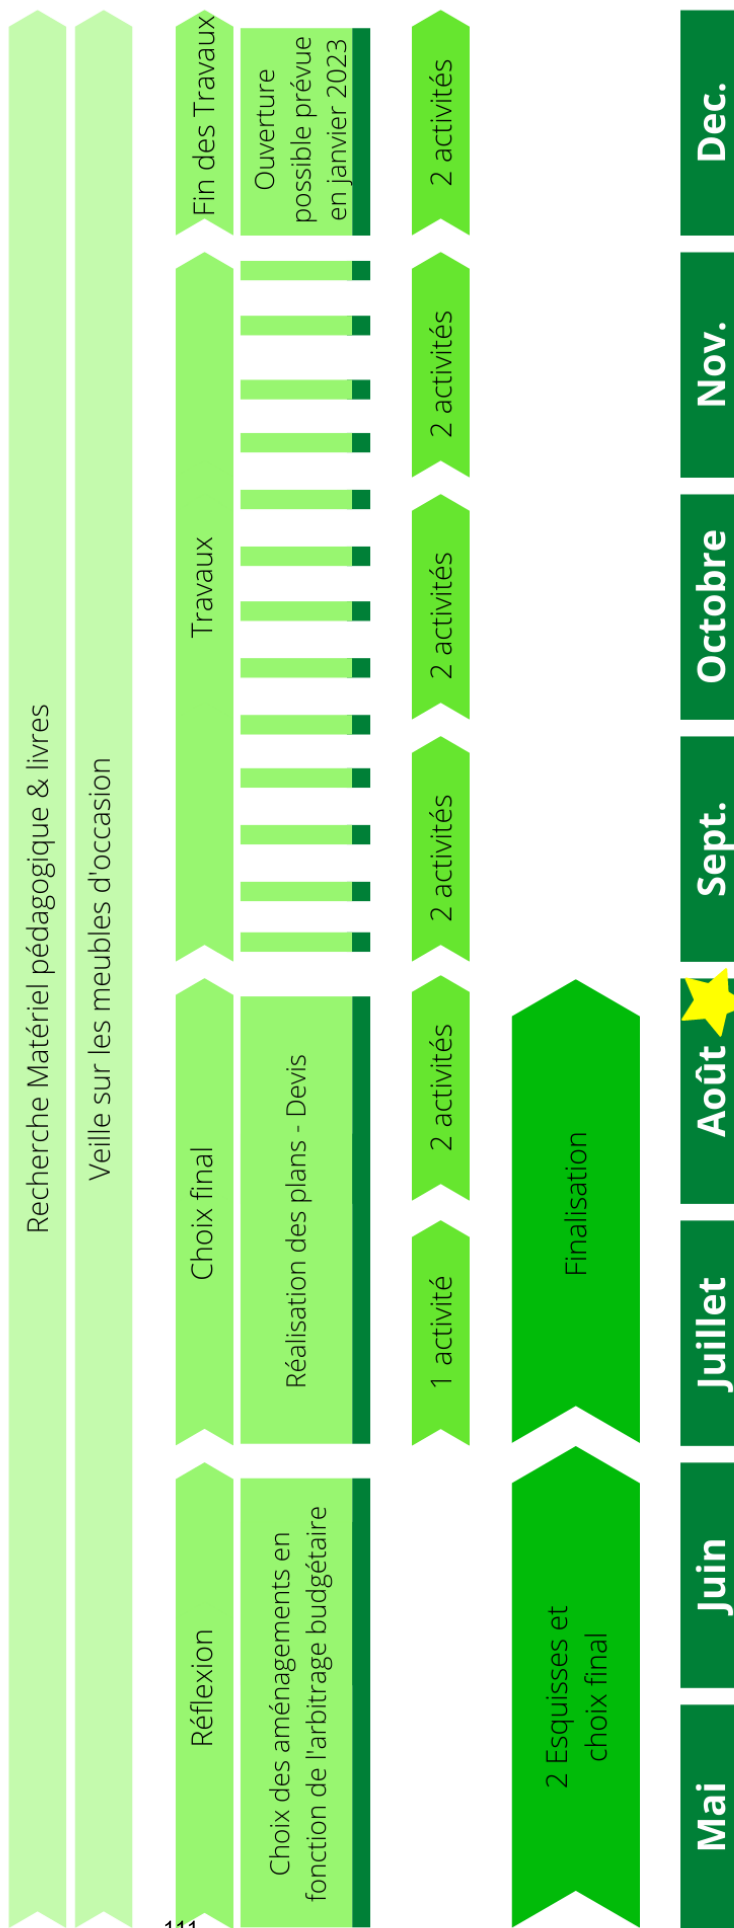 Recherche Matériel pédagogique & livres
Veille sur les meubles d'occasion
Réflexion
Choix final
Travaux
Fin des Travaux
Choix des aménagements en
fonction de l'arbitrage budgétaire
Réalisation des plans - Devis
Ouverture
possible prévue
en janvier 2023
1 activité
2 activités
2 activités
2 activités
2 activités
2 activités
2 Esquisses et
choix final
Finalisation
Mai
Juin
Juillet
Août
Sept.
Octobre
Nov.
Dec.
111